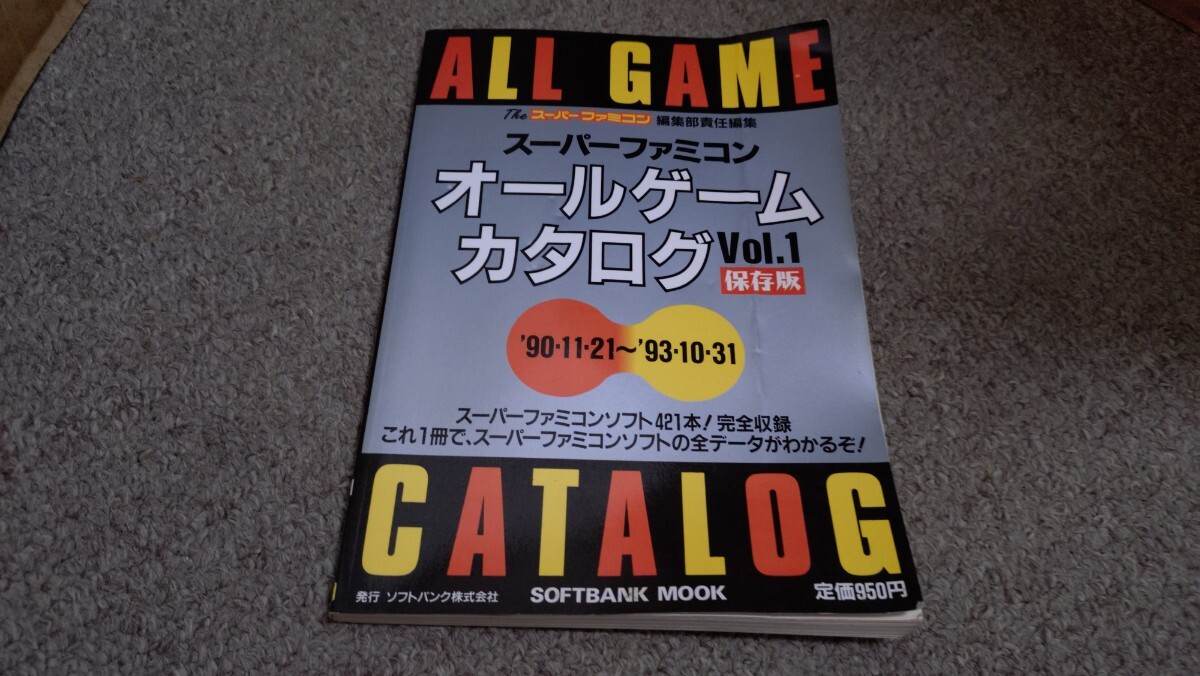 ALL GAME
The スーパーファミコン 編集部責任編集
スーパーファミコン
オールゲーム
カタログ Vol.1
保存版
'90·11·21〜'93·10·31
スーパーファミコンソフト421本!完全収録
これ1冊で、スーパーファミコンソフトの全データがわかるぞ!
CATALOG
発行 ソフトバンク株式会社 SOFTBANK MOOK 定価950円